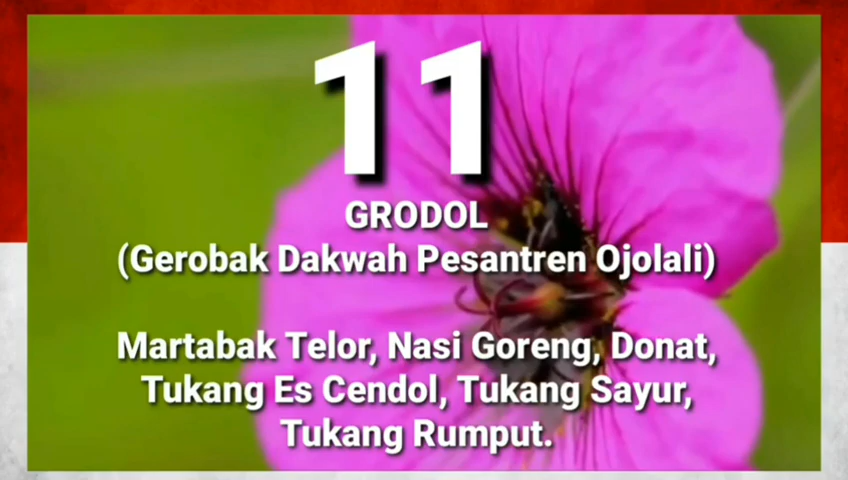 11
GRODOL
(Gerobak Dakwah Pesantren Ojolali)
Martabak Telor, Nasi Goreng, Donat,
Tukang Es Cendol, Tukang Sayur,
Tukang Rumput.